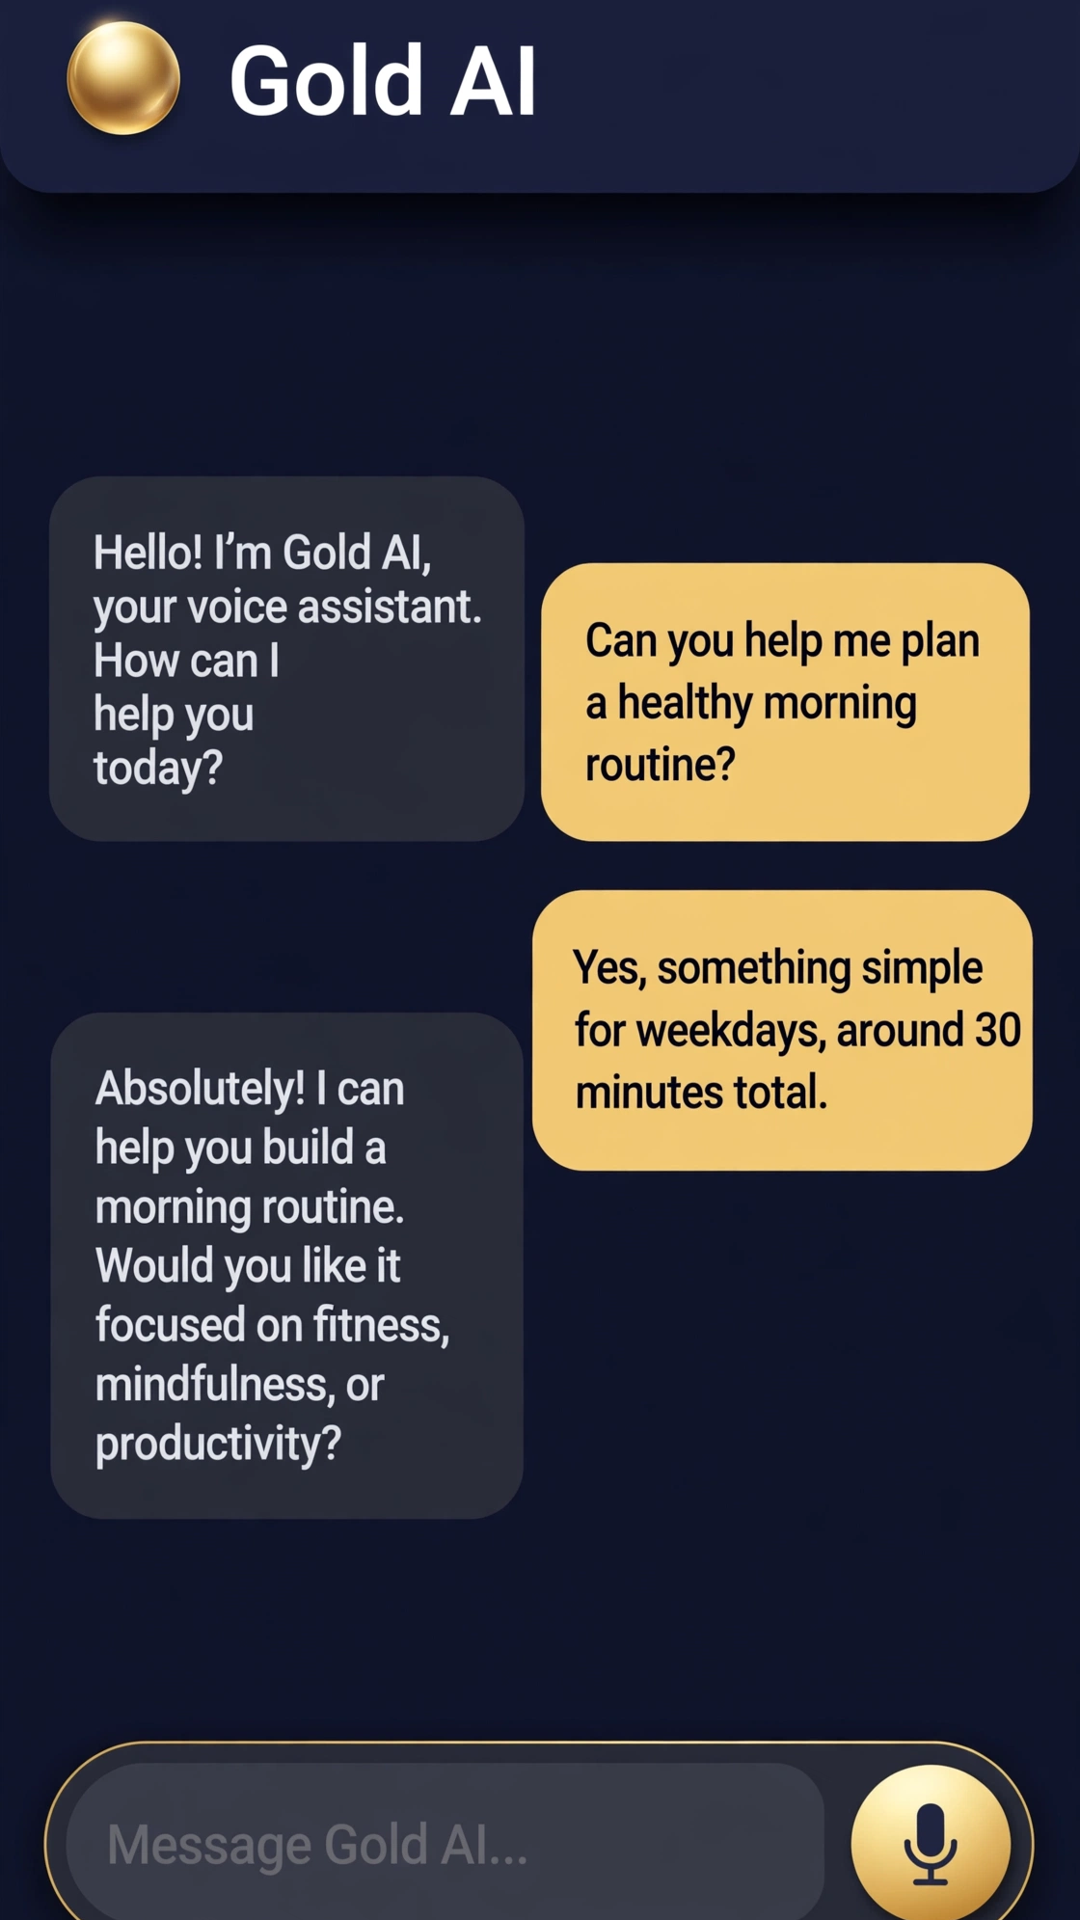 Gold AI
Hello! I’m Gold AI,
your voice assistant.
How can I
help you
today?
Can you help me plan
a healthy morning
routine?
Yes, something simple
for weekdays, around 30
minutes total.
Absolutely! I can
help you build a
morning routine.
Would you like it
focused on fitness,
mindfulness, or
productivity?
Message Gold AI...